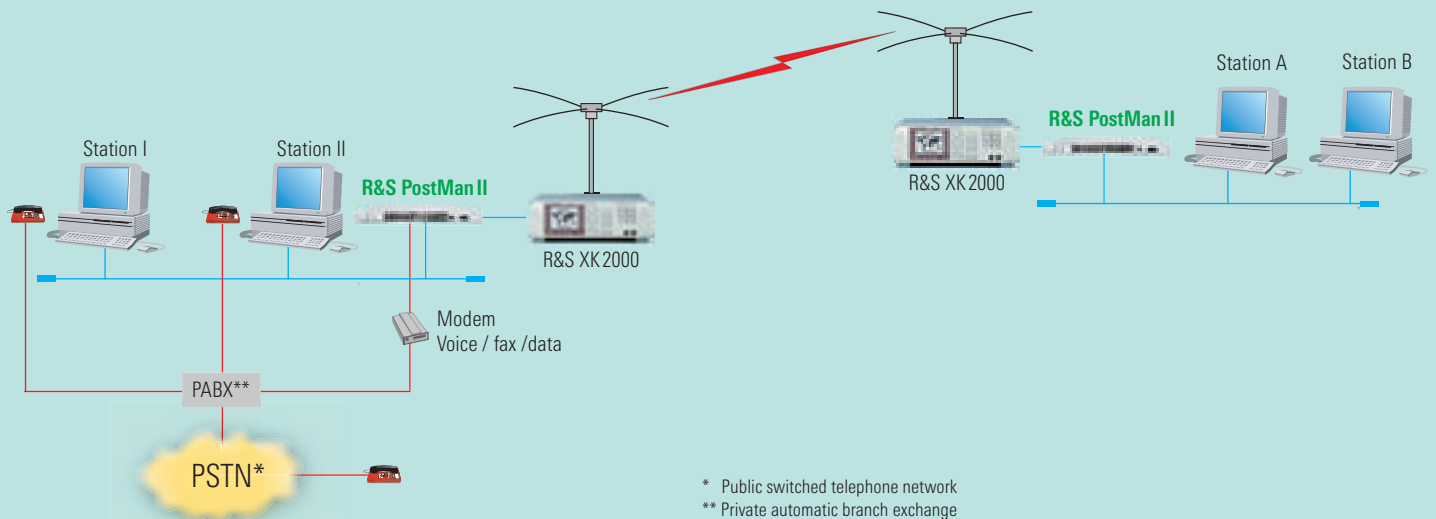 Station A
Station B
R&S PostMan II
R&S XK2000
Station I
Station II
R&S PostMan II
R&S XK2000
Modem
Voice / fax /data
PABX**
PSTN*
* Public switched telephone network
** Private automatic branch exchange